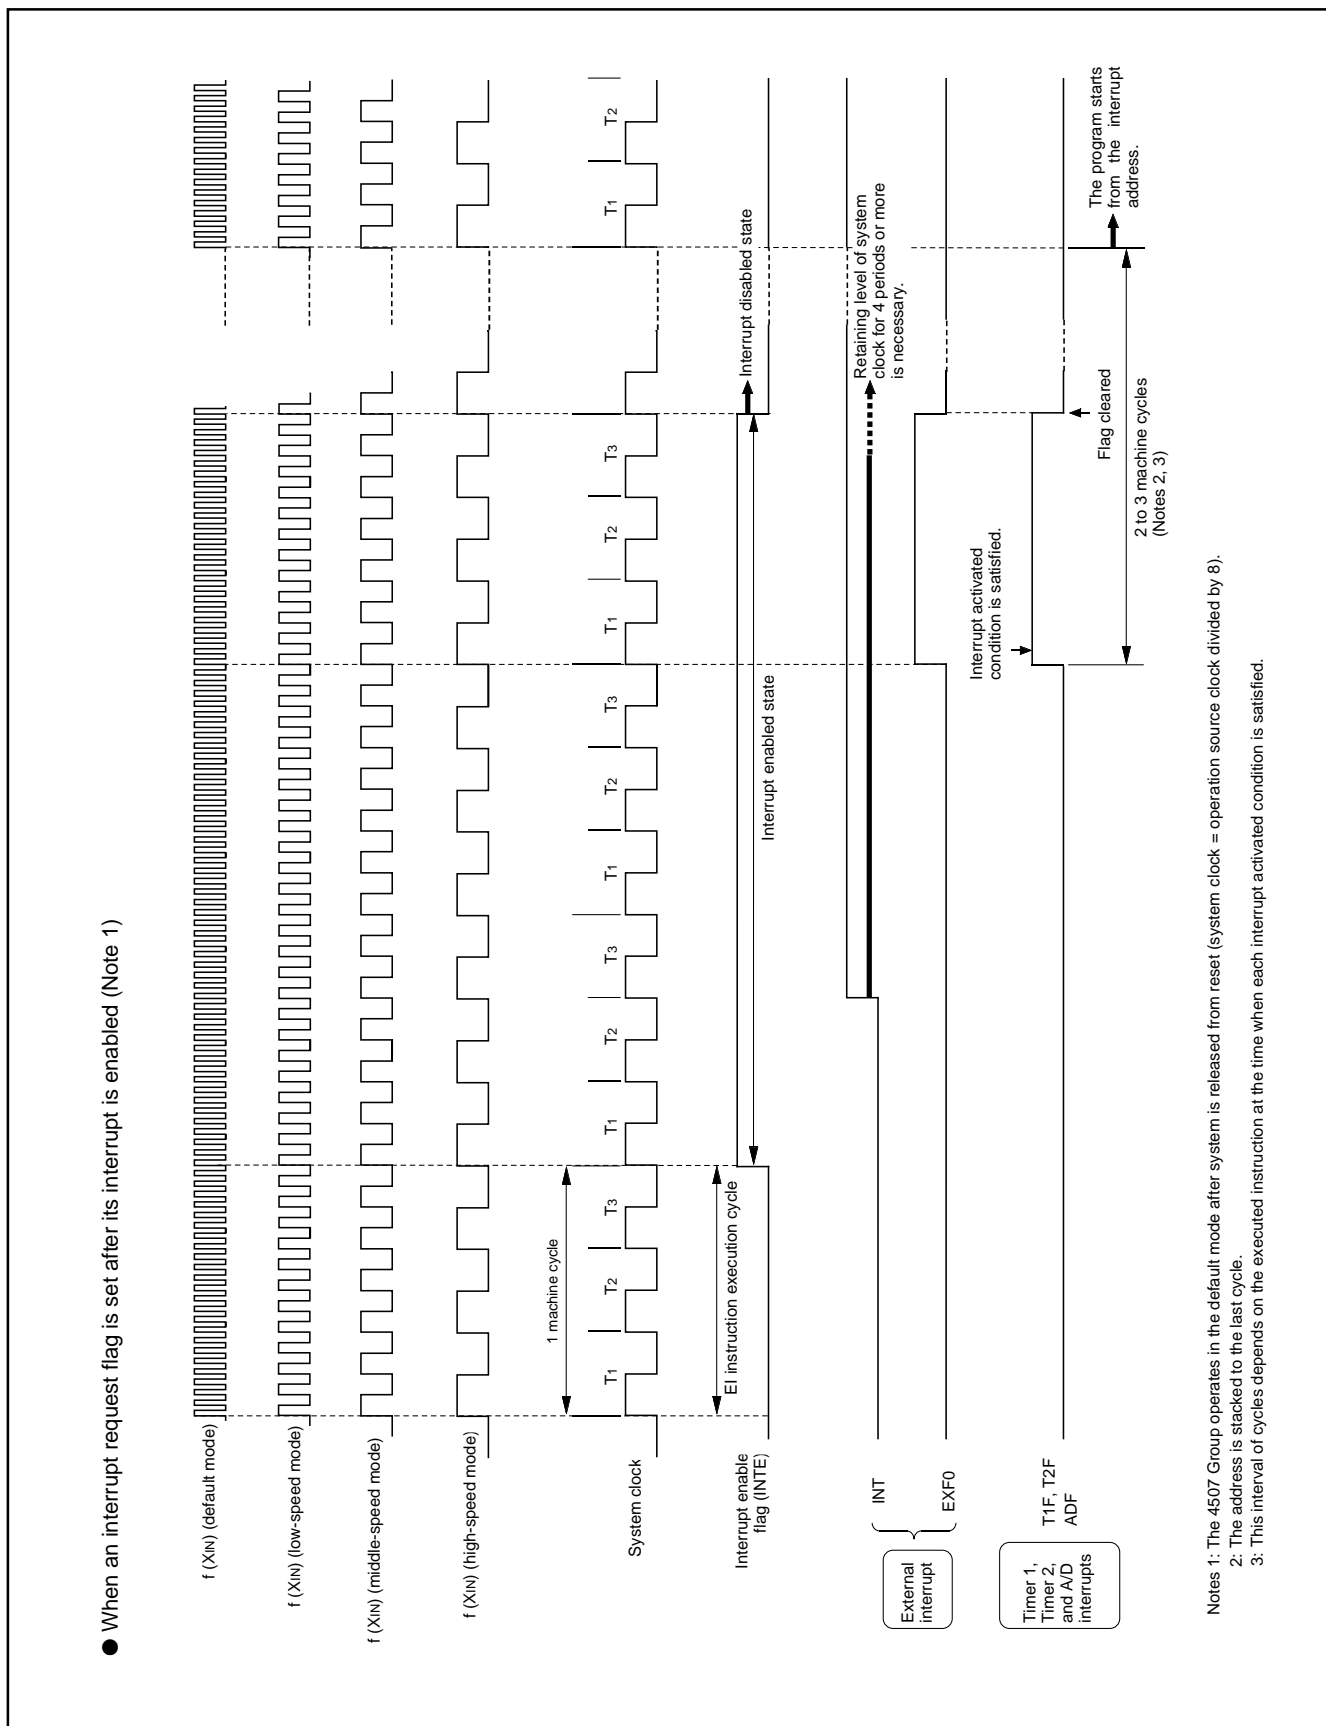 ● When an interrupt request flag is set after its interrupt is enabled (Note 1)
f (XIN) (default mode)
f (XIN) (low-speed mode)
f (XIN) (middle-speed mode)
f (XIN) (high-speed mode)
1 machine cycle
System clock
T1
T2
T3
T1
T2
T3
T1
T2
T3
T1
T2
T3
T1
T2
EI instruction execution cycle
Interrupt enable
flag (INTE)
Interrupt enabled state
Interrupt disabled state
External
interrupt
INT
EXF0
Retaining level of system
clock for 4 periods or more
is necessary.
Timer 1,
Timer 2,
and A/D
interrupts
T1F, T2F
ADF
Interrupt activated
condition is satisfied.
Flag cleared
2 to 3 machine cycles
(Notes 2, 3)
The program starts
from the interrupt
address.
Notes 1: The 4507 Group operates in the default mode after system is released from reset (system clock = operation source clock divided by 8).
2: The address is stacked to the last cycle.
3: This interval of cycles depends on the executed instruction at the time when each interrupt activated condition is satisfied.